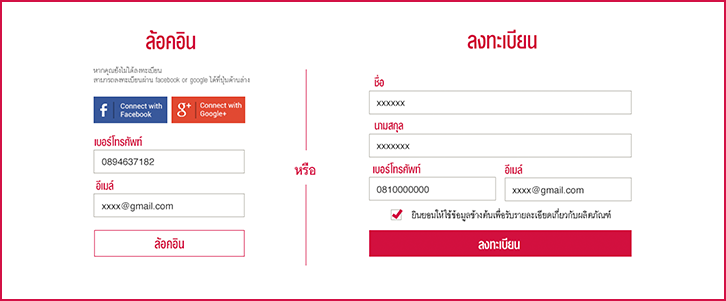 ล้อคอิน
หากคุณยังไม่ได้ลงทะเบียน
สามารถลงทะเบียนผ่าน facebook or google ได้ที่ปุ่มด้านล่าง
f Connect with Facebook
g+ Connect with Google+
เบอร์โทรศัพท์
0894637182
อีเมล์
xxxx@gmail.com
ล้อคอิน
หรือ
ลงทะเบียน
ชื่อ
xxxxxx
นามสกุล
xxxxxxx
เบอร์โทรศัพท์ อีเมล์
0810000000 xxxx@gmail.com
ยินยอมให้ใช้ข้อมูลข้างต้นเพื่อรับรายละเอียดเกี่ยวกับผลิตภัณฑ์
ลงทะเบียน